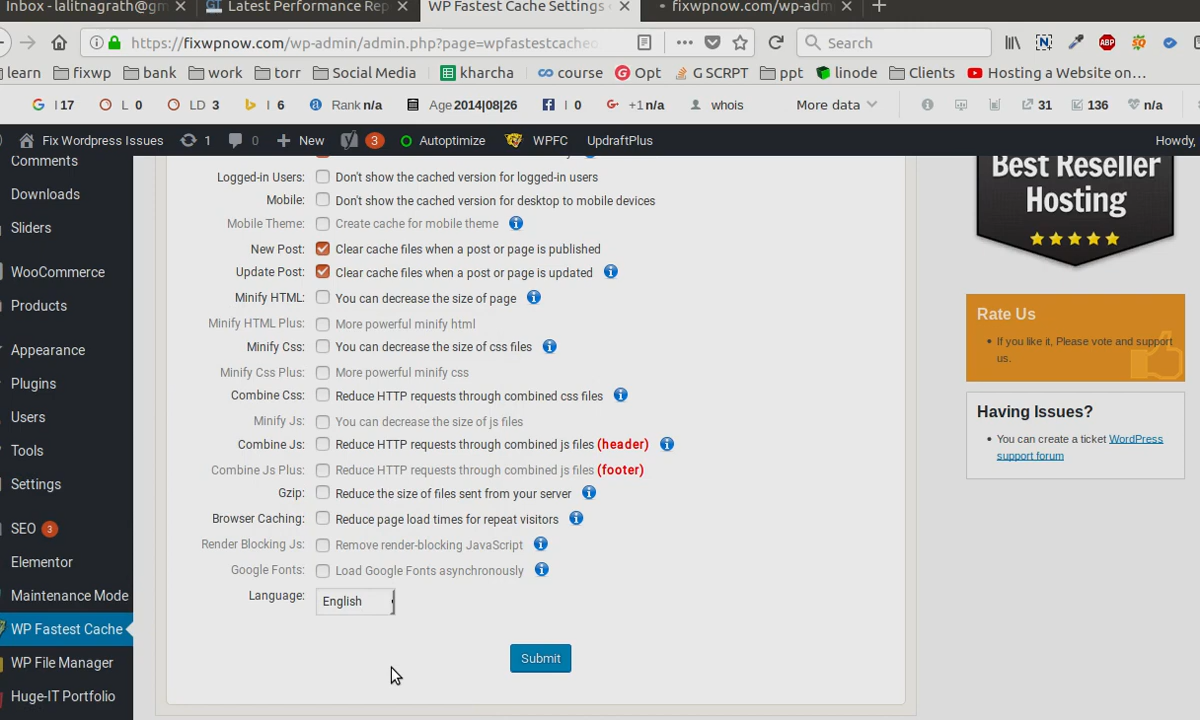 Inbox - lalitnagrath@gm
Latest Performance Rep
WP Fastest Cache Settings
fixwpnow.com/wp-adm
https://fixwpnow.com/wp-admin/admin.php?page=wpfastestcacheo
Search
ABP
learn
fixwp
bank
work
torr
Social Media
kharcha
course
Opt
G SCRPT
ppt
linode
Clients
Hosting a Website on...
I 17
L 0
LD 3
I 6
Rank n/a
Age 2014|08|26
I 0
+1 n/a
whois
More data
31
136
n/a
Fix Wordpress Issues
1
0
New
3
Autoptimize
WPFC
UpdraftPlus
Howdy,
Comments
Downloads
Sliders
WooCommerce
Products
Appearance
Plugins
Users
Tools
Settings
SEO 3
Elementor
Maintenance Mode
WP Fastest Cache
WP File Manager
Huge-IT Portfolio
Logged-in Users: Don't show the cached version for logged-in users
Mobile: Don't show the cached version for desktop to mobile devices
Mobile Theme: Create cache for mobile theme
New Post: Clear cache files when a post or page is published
Update Post: Clear cache files when a post or page is updated
Minify HTML: You can decrease the size of page
Minify HTML Plus: More powerful minify html
Minify Css: You can decrease the size of css files
Minify Css Plus: More powerful minify css
Combine Css: Reduce HTTP requests through combined css files
Minify Js: You can decrease the size of js files
Combine Js: Reduce HTTP requests through combined js files (header)
Combine Js Plus: Reduce HTTP requests through combined js files (footer)
Gzip: Reduce the size of files sent from your server
Browser Caching: Reduce page load times for repeat visitors
Render Blocking Js: Remove render-blocking JavaScript
Google Fonts: Load Google Fonts asynchronously
Language: English
Submit
Best Reseller
Hosting
Rate Us
If you like it, Please vote and support
us.
Having Issues?
You can create a ticket WordPress
support forum